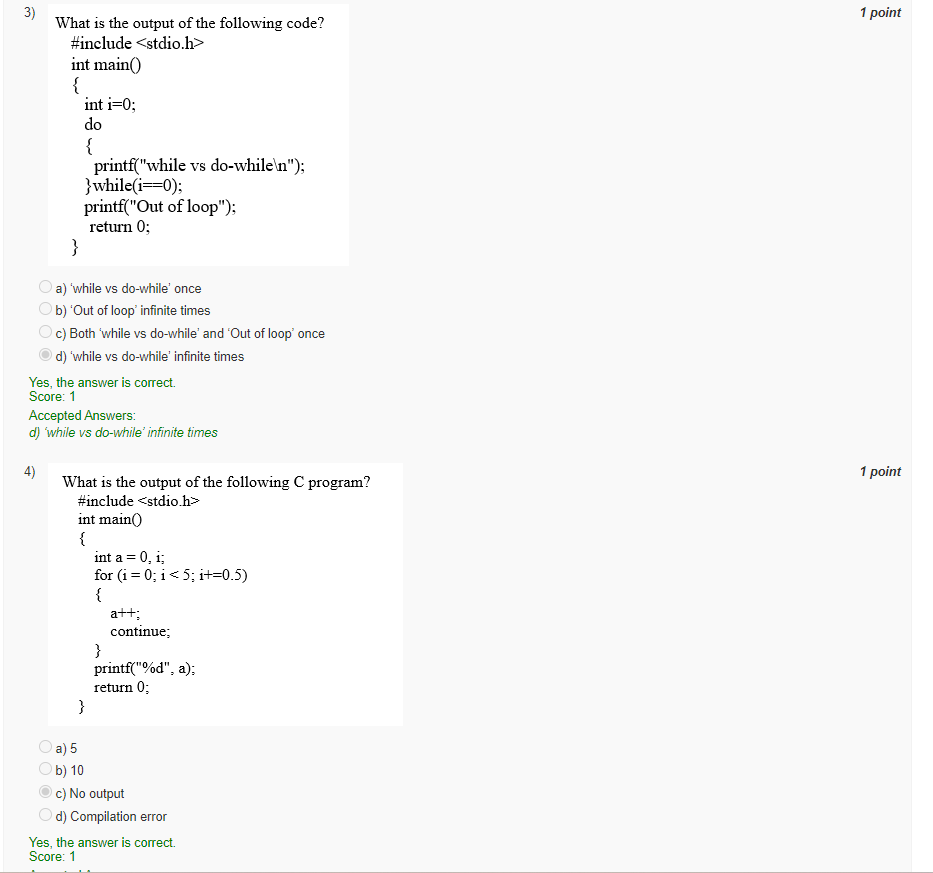 3)
1 point
What is the output of the following code?
#include <stdio.h>
int main()
{
int i=0;
do
{
printf("while vs do-while\n");
}while(i==0);
printf("Out of loop");
return 0;
}
a) 'while vs do-while' once
b) 'Out of loop' infinite times
c) Both 'while vs do-while' and 'Out of loop' once
d) 'while vs do-while' infinite times
Yes, the answer is correct.
Score: 1
Accepted Answers:
d) 'while vs do-while' infinite times
4)
1 point
What is the output of the following C program?
#include <stdio.h>
int main()
{
int a = 0, i;
for (i = 0; i < 5; i+=0.5)
{
a++;
continue;
}
printf("%d", a);
return 0;
}
a) 5
b) 10
c) No output
d) Compilation error
Yes, the answer is correct.
Score: 1